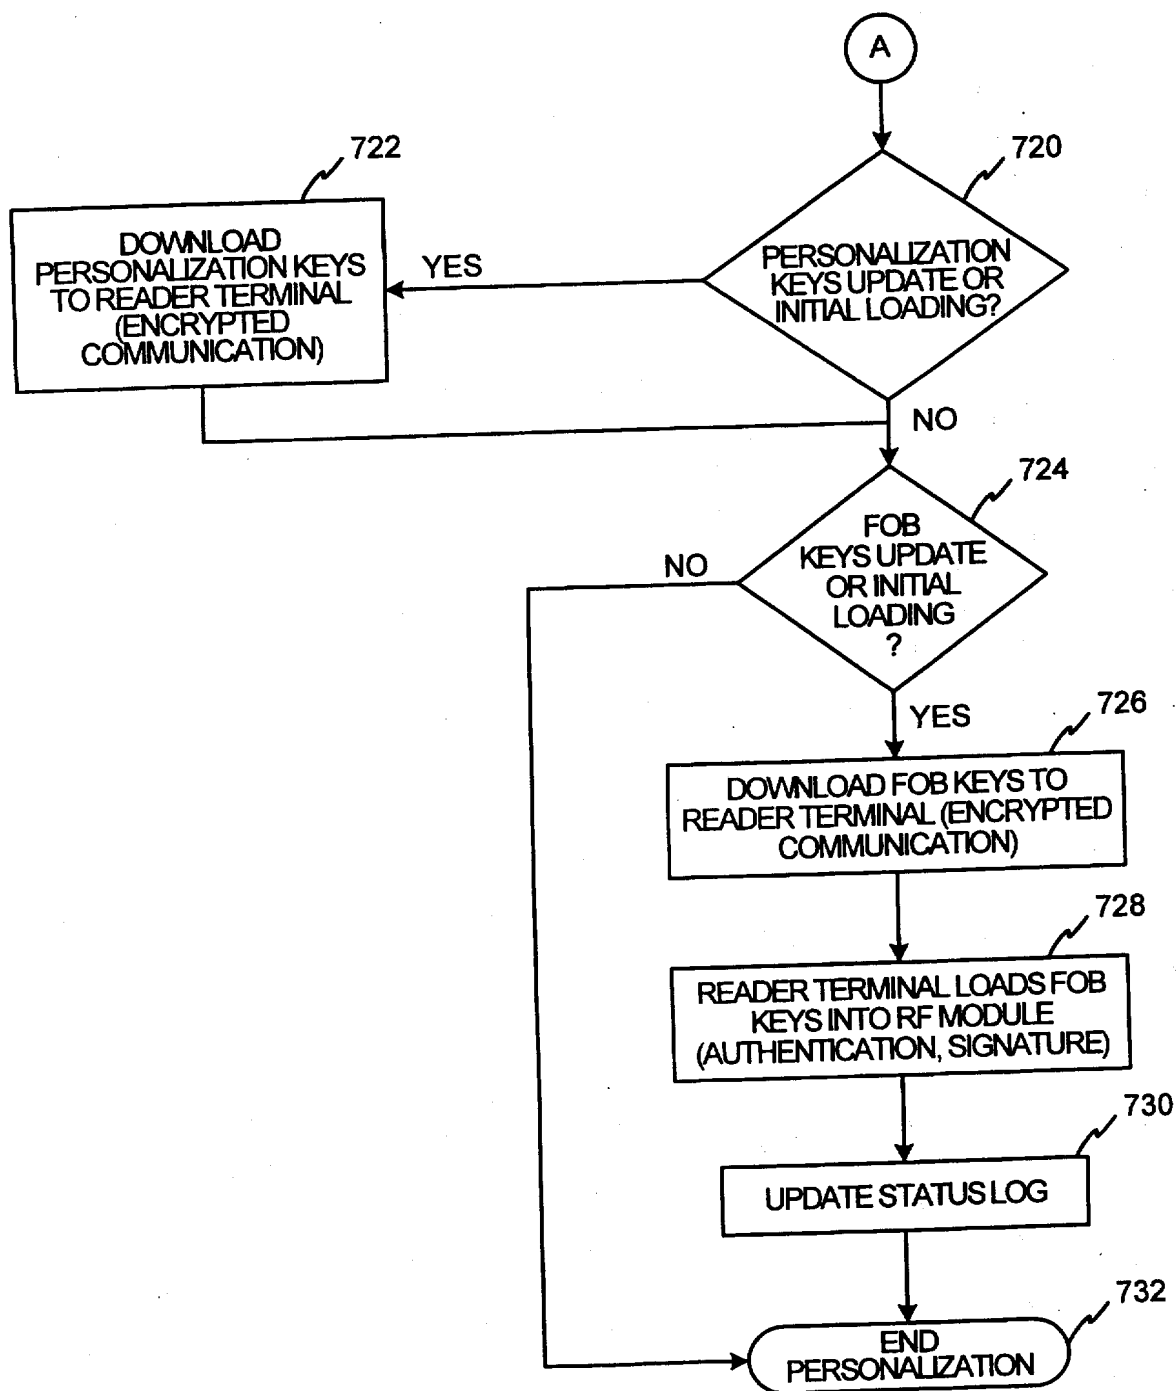 A
720
PERSONALIZATION
KEYS UPDATE OR
INITIAL LOADING?
722
DOWNLOAD
PERSONALIZATION KEYS
TO READER TERMINAL
(ENCRYPTED
COMMUNICATION)
YES
NO
724
FOB
KEYS UPDATE
OR INITIAL
LOADING
?
NO
YES
726
DOWNLOAD FOB KEYS TO
READER TERMINAL (ENCRYPTED
COMMUNICATION)
728
READER TERMINAL LOADS FOB
KEYS INTO RF MODULE
(AUTHENTICATION, SIGNATURE)
730
UPDATE STATUS LOG
732
END
PERSONALIZATION